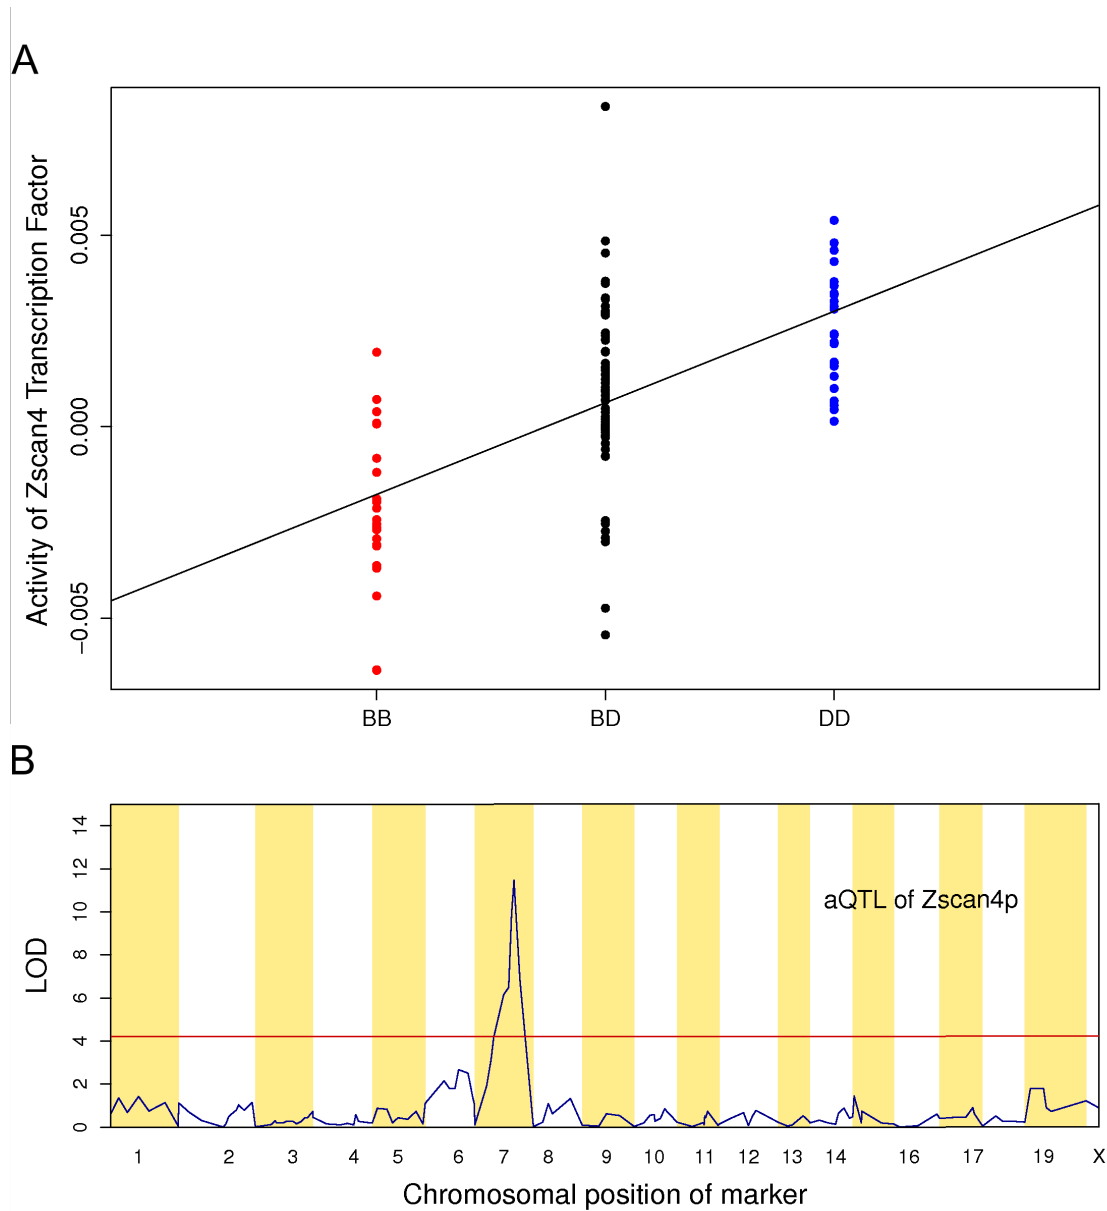 A
Activity of Zscan4 Transcription Factor
0.005
0.000
−0.005
BB BD DD
B
LOD
14
12
10
8
6
4
2
0
aQTL of Zscan4p
1 2 3 4 5 6 7 8 9 10 11 12 13 14 16 17 19 X
Chromosomal position of marker